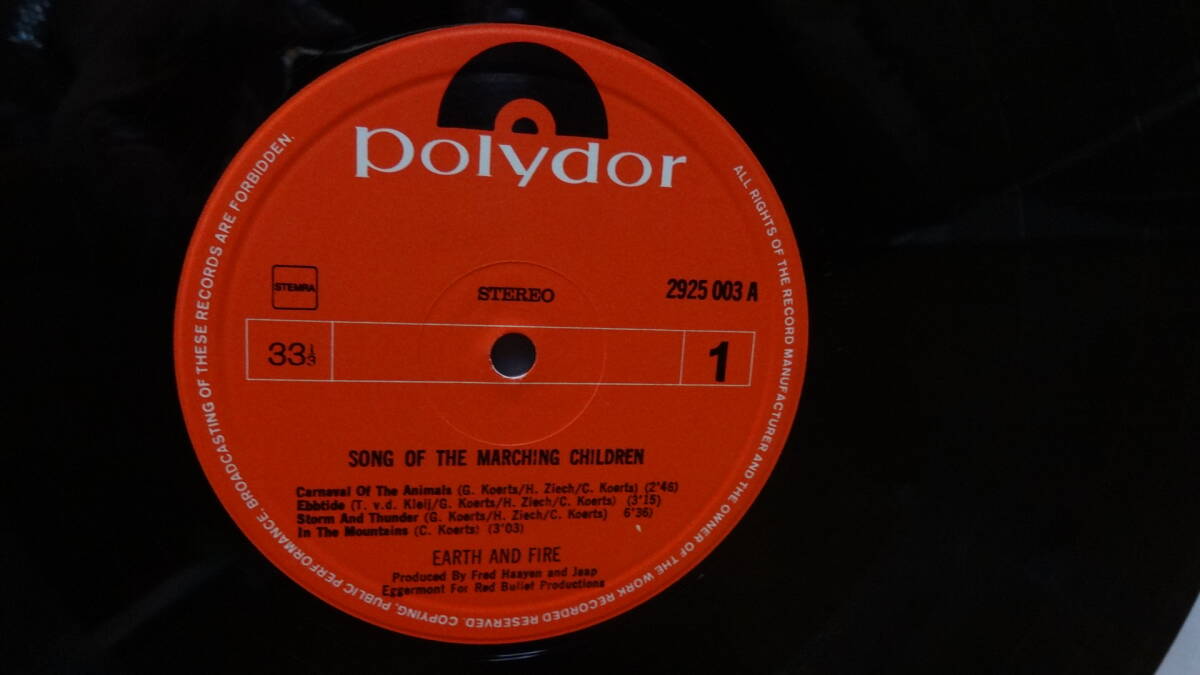 polydor
STEMRA
STEREO
2925 003 A
33 1/3
1
SONG OF THE MARCHING CHILDREN
Carnaval Of The Animals (G. Koerts/H. Ziech/C. Koerts) (2'46)
Ebbtide (T. v.d. Kleij/G. Koerts/H. Ziech/C. Koerts) (3'15)
Storm And Thunder (G. Koerts/H. Ziech/C. Koerts) 6'36)
In The Mountains (C. Koerts) (3'03)
EARTH AND FIRE
Produced By Fred Haayen and Jaap
Eggermont For Red Bullet Productions
ALL RIGHTS OF THE RECORD MANUFACTURER AND THE OWNER OF THE WORK RECORDED RESERVED. COPYING, PUBLIC PERFORMANCE, BROADCASTING OF THESE RECORDS ARE FORBIDDEN.